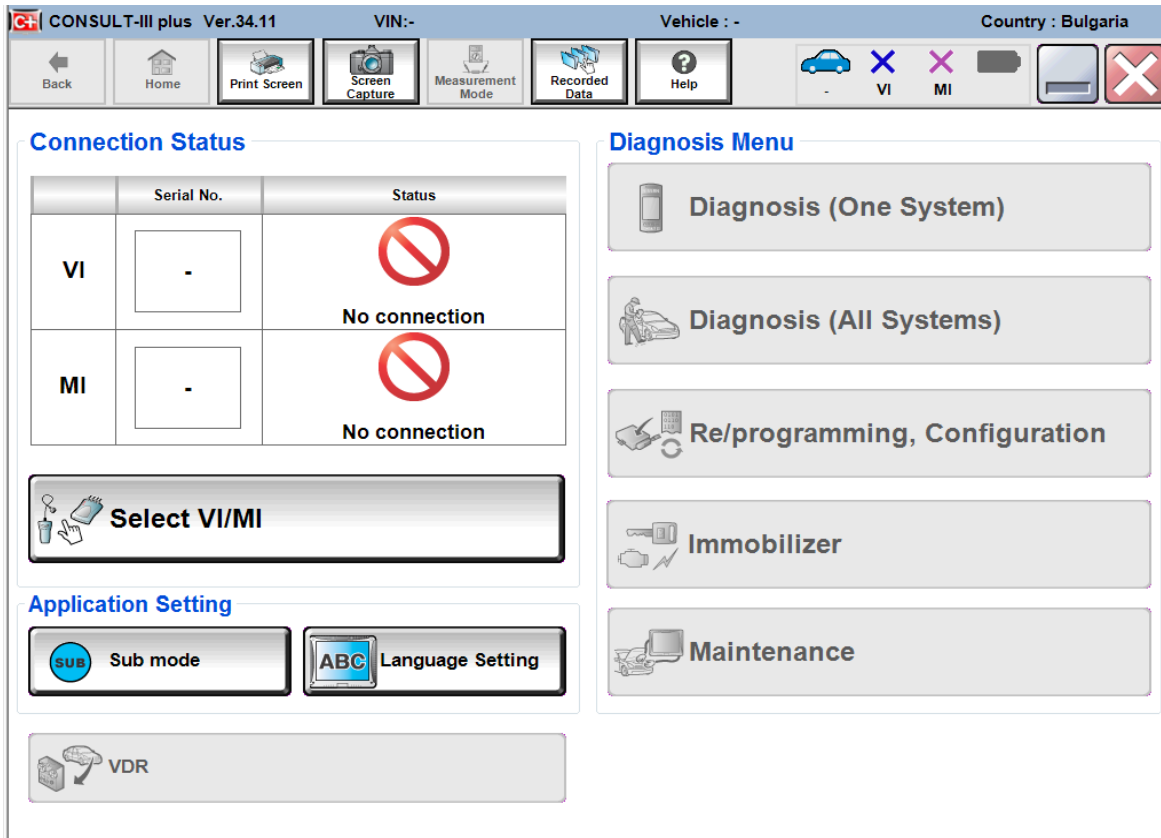 C+ CONSULT-III plus Ver.34.11 VIN:- Vehicle : - Country : Bulgaria
Back
Home
Print Screen
Screen
Capture
Measurement
Mode
Recorded
Data
Help
-
VI
MI
Connection Status
Serial No. Status
VI - No connection
MI - No connection
Select VI/MI
Application Setting
SUB Sub mode
ABC Language Setting
VDR
Diagnosis Menu
Diagnosis (One System)
Diagnosis (All Systems)
Re/programming, Configuration
Immobilizer
Maintenance